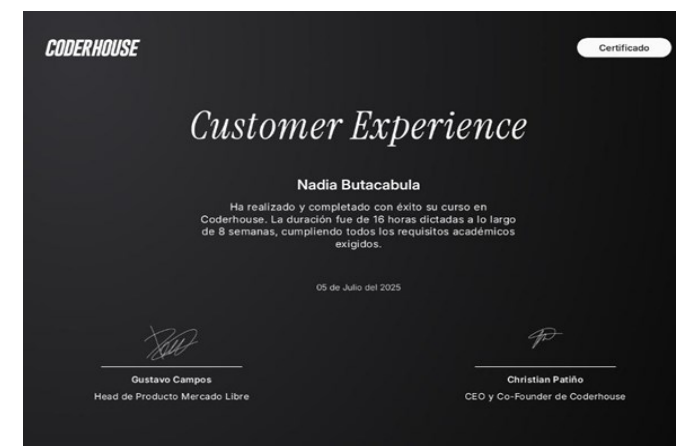 CODERHOUSE
Certificado
Customer Experience
Nadia Butacabula
Ha realizado y completado con éxito su curso en
Coderhouse. La duración fue de 16 horas dictadas a lo largo
de 8 semanas, cumpliendo todos los requisitos académicos
exigidos.
05 de Julio del 2025
Gustavo Campos
Christian Patiño
Head de Producto Mercado Libre
CEO y Co-Founder de Coderhouse